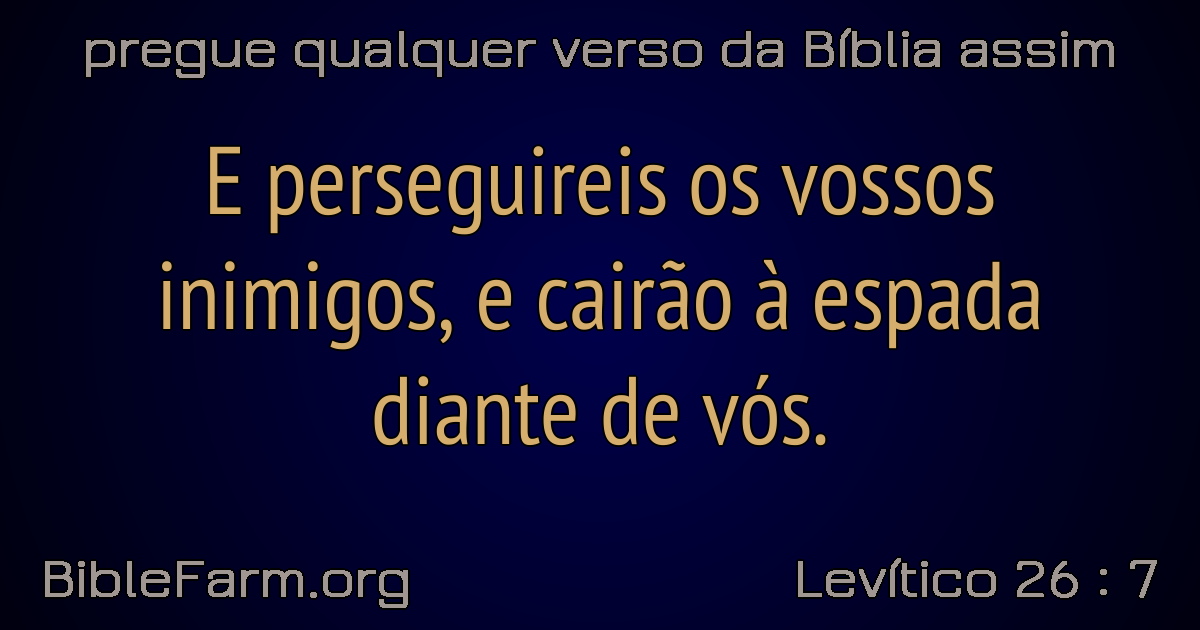 pregue qualquer verso da Bíblia assim
E perseguireis os vossos
inimigos, e cairão à espada
diante de vós.
BibleFarm.org
Levítico 26 : 7